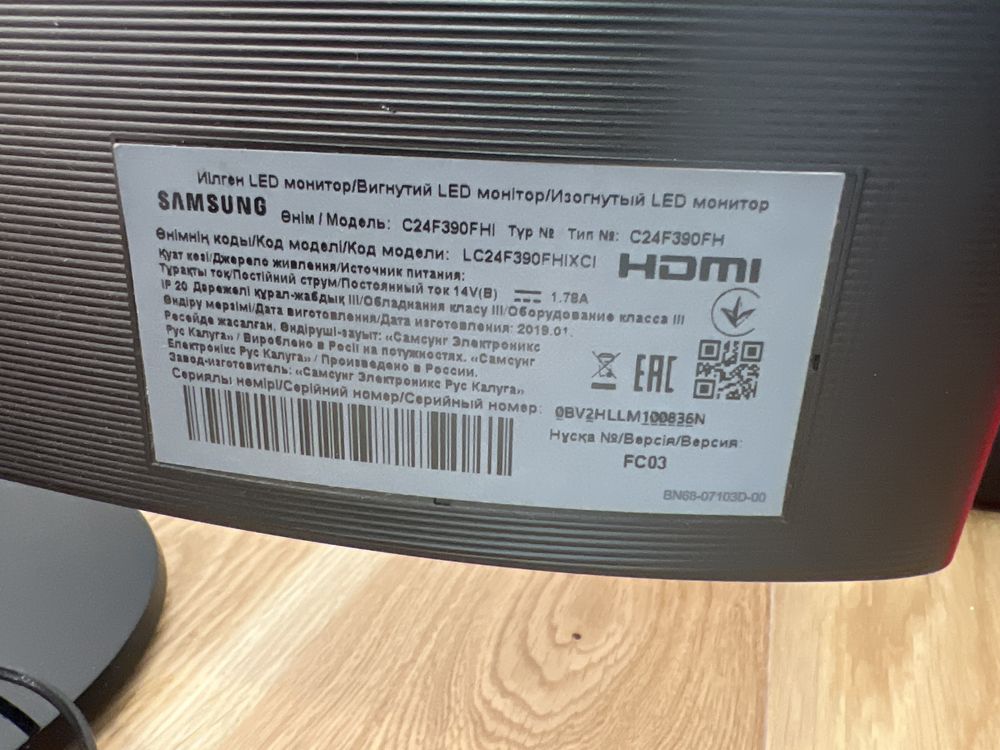 Иілген LED монитор/Вигнутий LED монітор/Изогнутый LED монитор
SAMSUNG Өнім / Модель: C24F390FHI Typ № Тип №: C24F390FH
Өнімнің коды/Код моделі/Код модели: LC24F390FHIXCI HDMI
Қуат көзі/Джерело живлення/Источник питания:
Тұрақты ток/Постійний струм/Постоянный ток 14V(В) 1.78A
IP 20 Дәрежелі құрал-жабдық III/Обладнання класу III/Оборудование класса III
Өндіру мерзімі/Дата виготовлення/Дата изготовления: 2019.01.
Ресейде жасалған. Өндіруші-зауыт: «Самсунг Электроникс
Рус Калуга» / Вироблено в Росії на потужностях. «Самсунг
Електронікс Рус Калуга» / Произведено в России.
Завод-изготовитель: «Самсунг Электроникс Рус Калуга»
EAC
Сериялы нөмірі/Серійний номер/Серийный номер: 0BV2HLLM100836N
Нұсқа №/Версія/Версия:
FC03
BN68-07103D-00